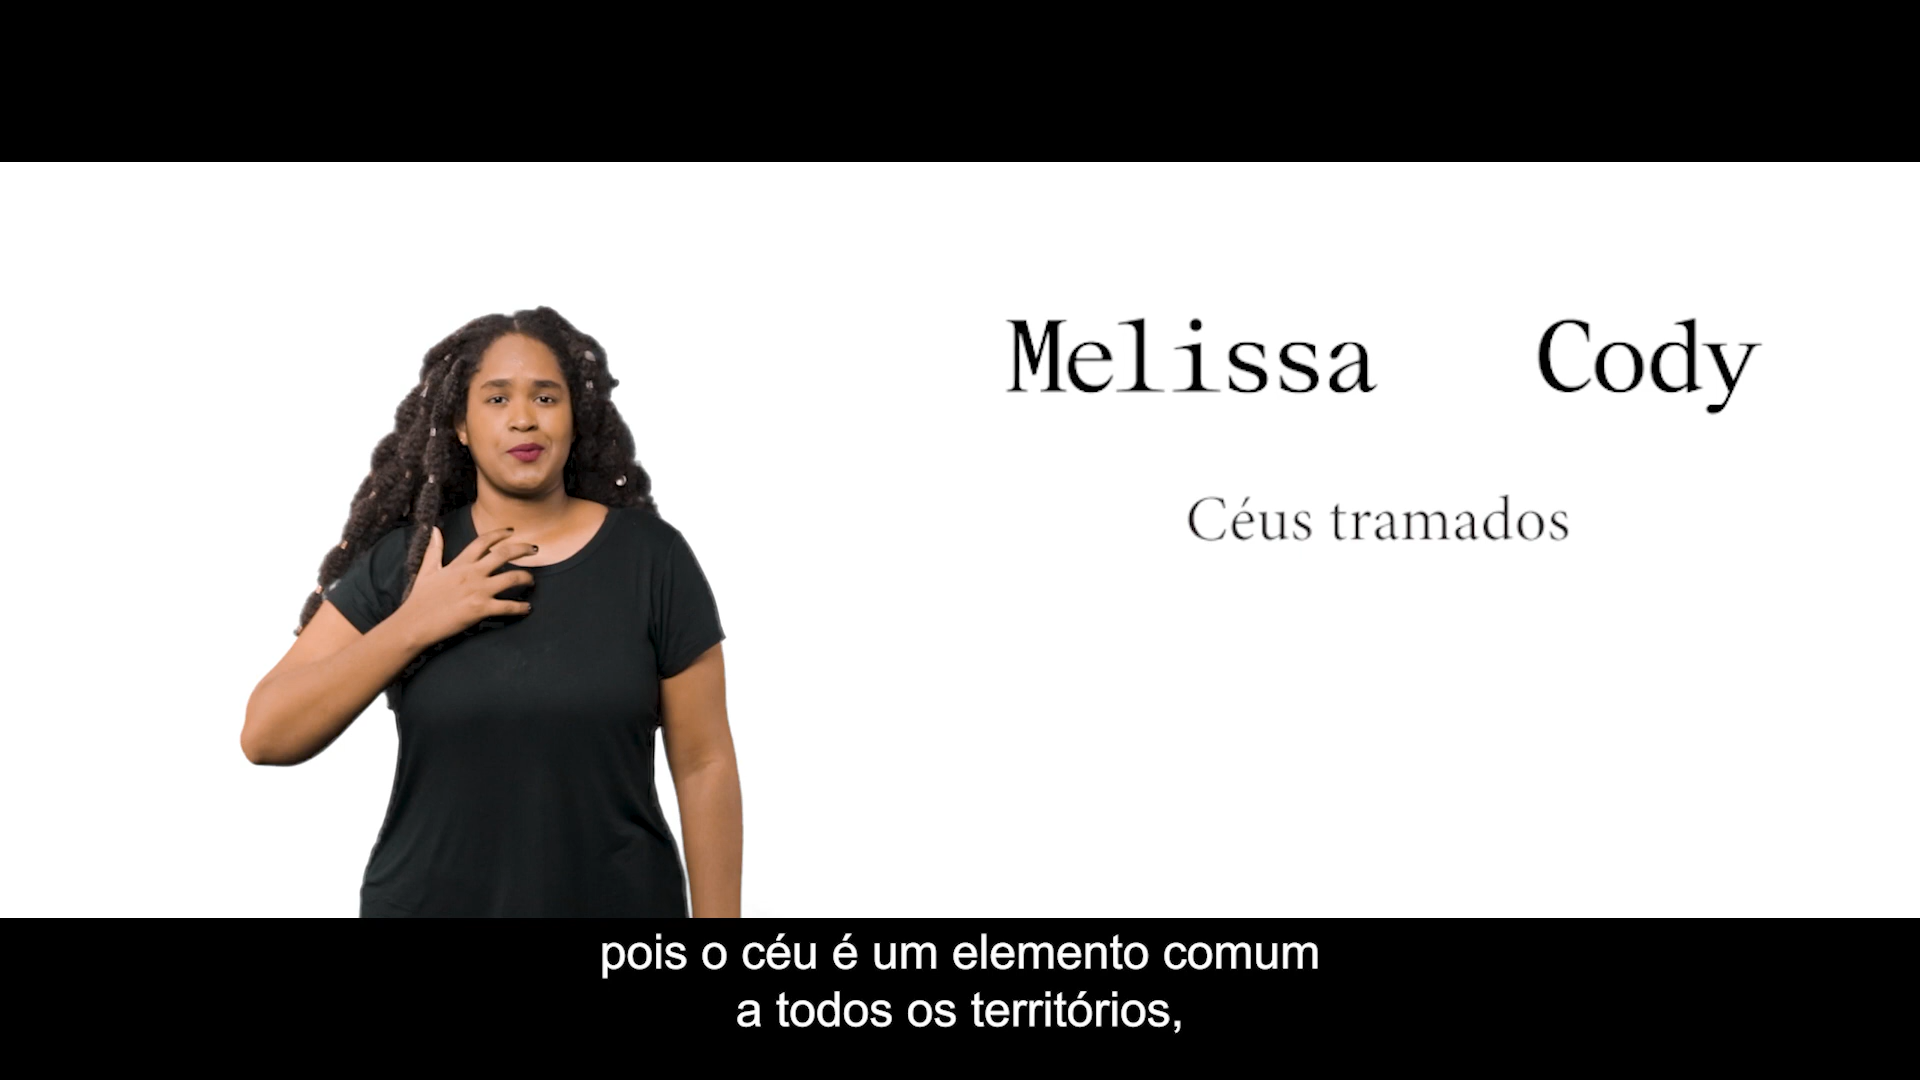 Melissa Cody
Céus tramados
pois o céu é um elemento comum
a todos os territórios,